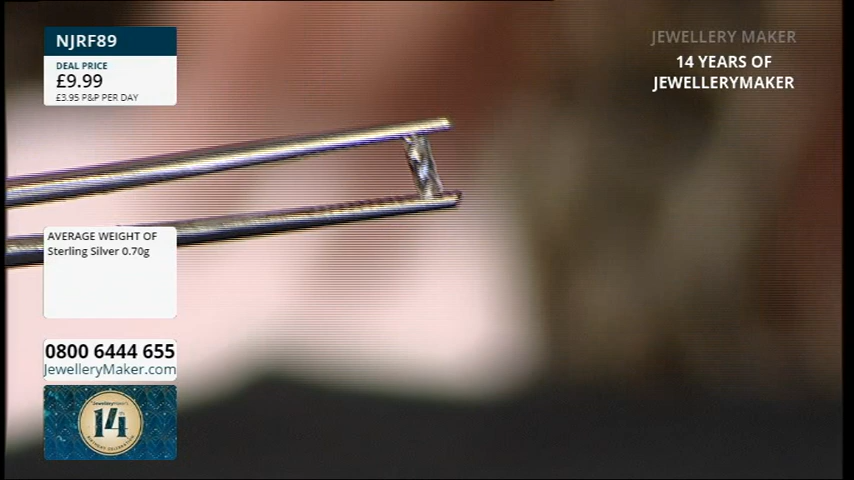 NJRF89
DEAL PRICE
£9.99
£3.95 P&P PER DAY
JEWELLERY MAKER
14 YEARS OF
JEWELLERYMAKER
AVERAGE WEIGHT OF
Sterling Silver 0.70g
0800 6444 655
JewelleryMaker.com
14